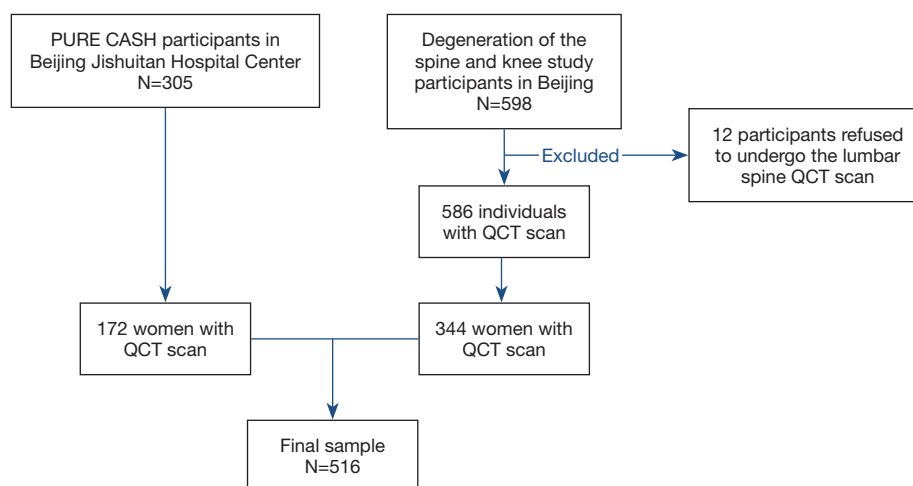 PURE CASH participants in
Beijing Jishuitan Hospital Center
N=305
Degeneration of the
spine and knee study
participants in Beijing
N=598
Excluded
12 participants refused
to undergo the lumbar
spine QCT scan
586 individuals
with QCT scan
172 women with
QCT scan
344 women with
QCT scan
Final sample
N=516